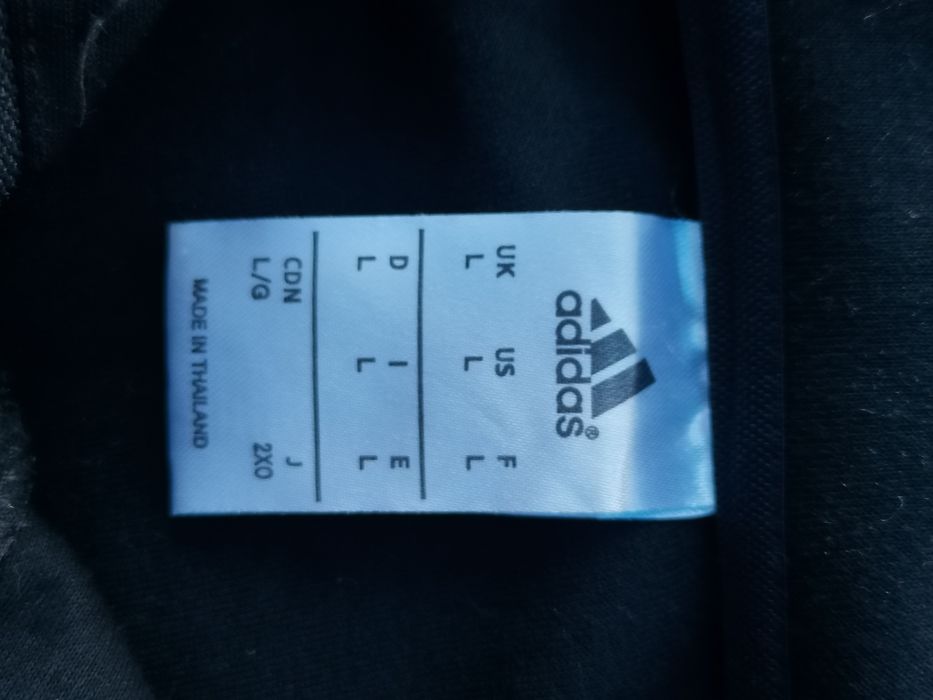 adidas®
UK US F
L L L
D I E
L L L
CDN J
L/G 2XO
MADE IN THAILAND